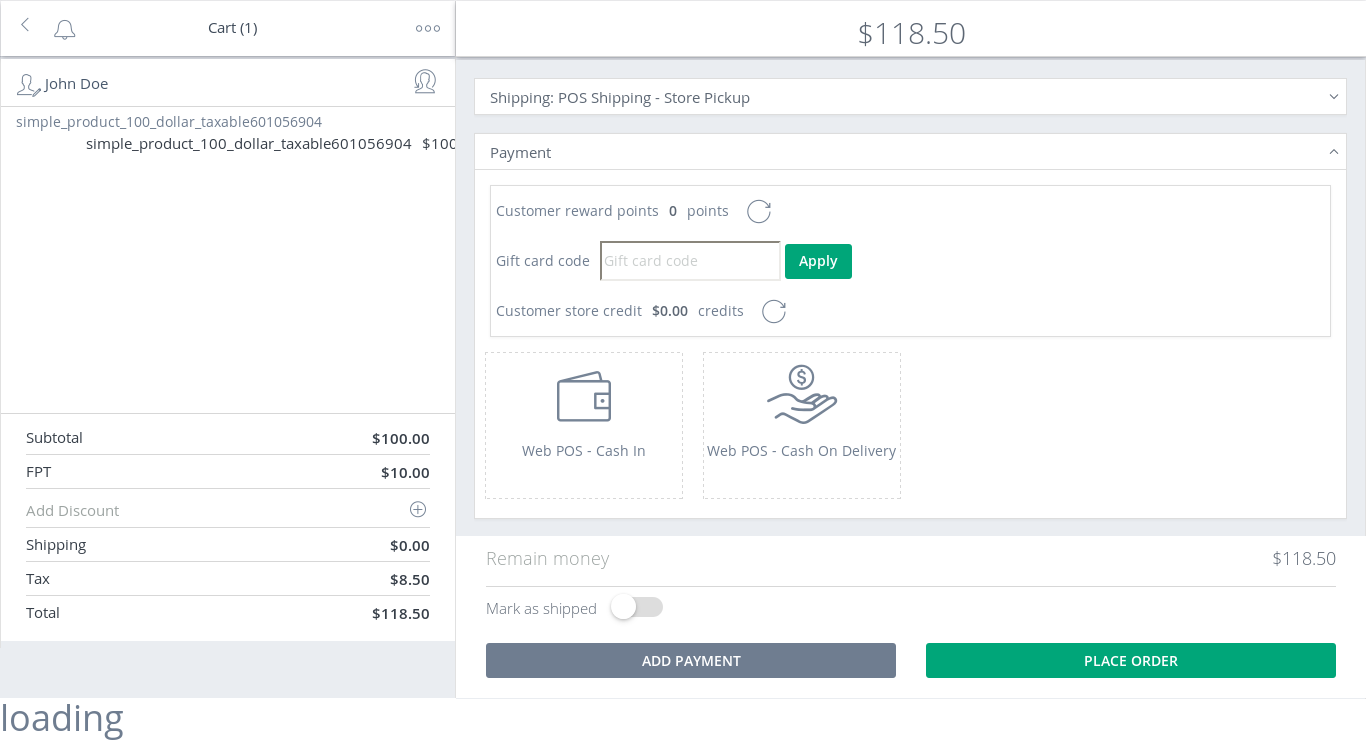 Cart (1)
$118.50
John Doe
simple_product_100_dollar_taxable601056904
simple_product_100_dollar_taxable601056904 $100
Subtotal $100.00
FPT $10.00
Add Discount
Shipping $0.00
Tax $8.50
Total $118.50
Shipping: POS Shipping - Store Pickup
Payment
Customer reward points 0 points
Gift card code Gift card code Apply
Customer store credit $0.00 credits
Web POS - Cash In Web POS - Cash On Delivery
Remain money $118.50
Mark as shipped
ADD PAYMENT PLACE ORDER
loading